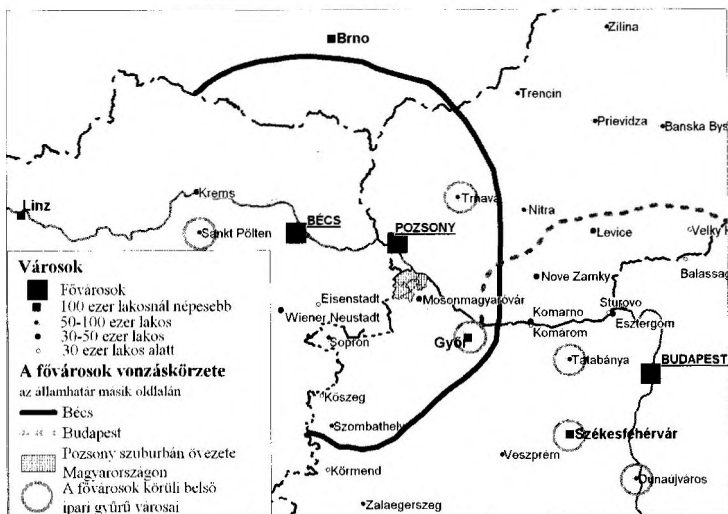 Zilina
Brno
Trencin
Prievidza
Banska Bys
Krems
Linz
Trnava
Nitra
BÉCS
POZSONY
Sankt Pölten
Levice
Velky K
Balassag
Nove Zamky
Mosonmagyaróvár
Eisenstadt
Wiener Neustadt
Sturovo
Komarno
Esztergom
Komarom
Sopron
Győr
Tatabánya
BUDAPEST
Kőszeg
Szombathely
Székesfehérvár
Veszprém
Körmend
Dunaújváros
Zalaegerszeg
Városok
Fővárosok
100 ezer lakosnál népesebb
50-100 ezer lakos
30-50 ezer lakos
30 ezer lakos alatt
A fővárosok vonzáskörzete
az államhatár másik oldalán
Bécs
Budapest
Pozsony szuburbán övezete
Magyarországon
A fővárosok körüli belső
ipari gyűrű városai